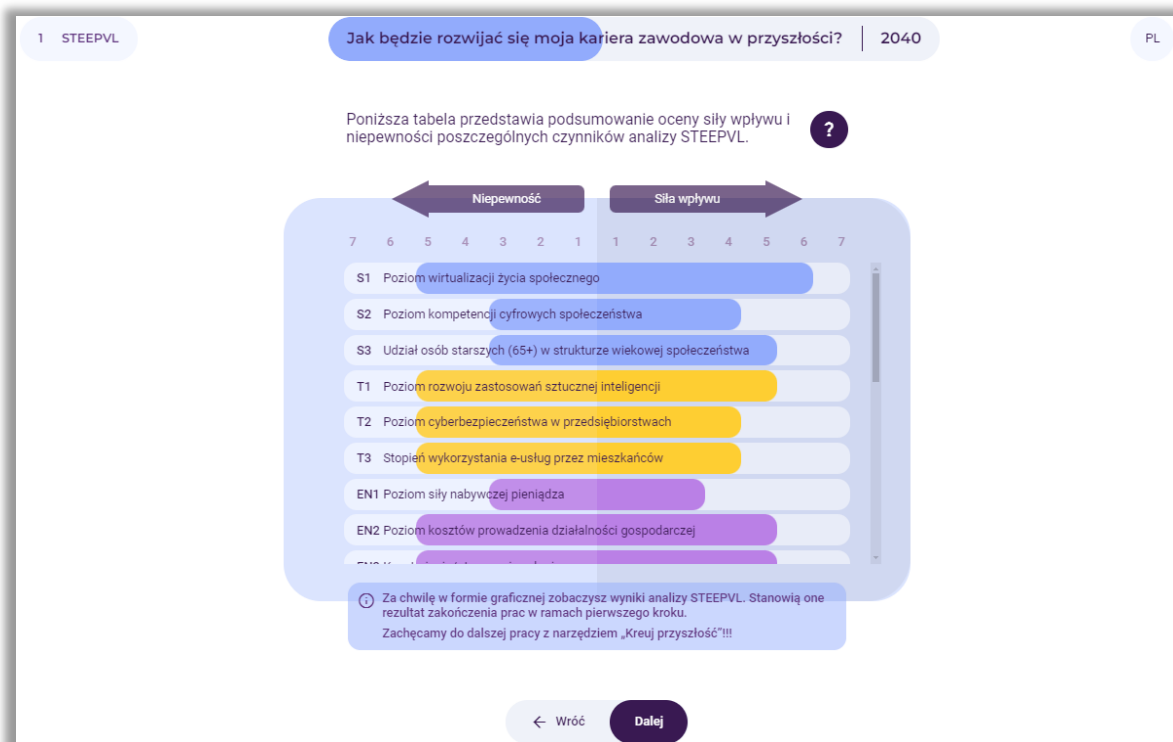 1 STEEPVL
Jak będzie rozwijać się moja kariera zawodowa w przyszłości? 2040
PL
Poniższa tabela przedstawia podsumowanie oceny siły wpływu i
niepewności poszczególnych czynników analizy STEEPVL.
?
Niepewność Siła wpływu
7 6 5 4 3 2 1 1 2 3 4 5 6 7
S1 Poziom wirtualizacji życia społecznego
S2 Poziom kompetencji cyfrowych społeczeństwa
S3 Udział osób starszych (65+) w strukturze wiekowej społeczeństwa
T1 Poziom rozwoju zastosowań sztucznej inteligencji
T2 Poziom cyberbezpieczeństwa w przedsiębiorstwach
T3 Stopień wykorzystania e-usług przez mieszkańców
EN1 Poziom siły nabywczej pieniądza
EN2 Poziom kosztów prowadzenia działalności gospodarczej
Za chwilę w formie graficznej zobaczysz wyniki analizy STEEPVL. Stanowią one
rezultat zakończenia prac w ramach pierwszego kroku.
Zachęcamy do dalszej pracy z narzędziem „Kreuj przyszłość"!!!
← Wróć Dalej